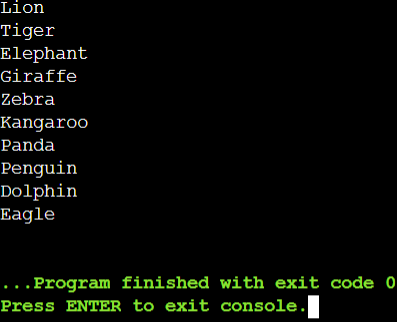 Lion
Tiger
Elephant
Giraffe
Zebra
Kangaroo
Panda
Penguin
Dolphin
Eagle
...Program finished with exit code 0
Press ENTER to exit console.